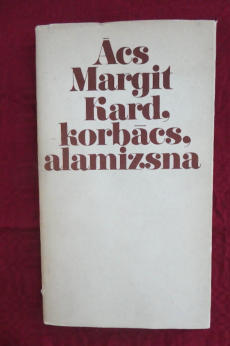 Ács
Margit
Kard,
korbács,
alamizsna